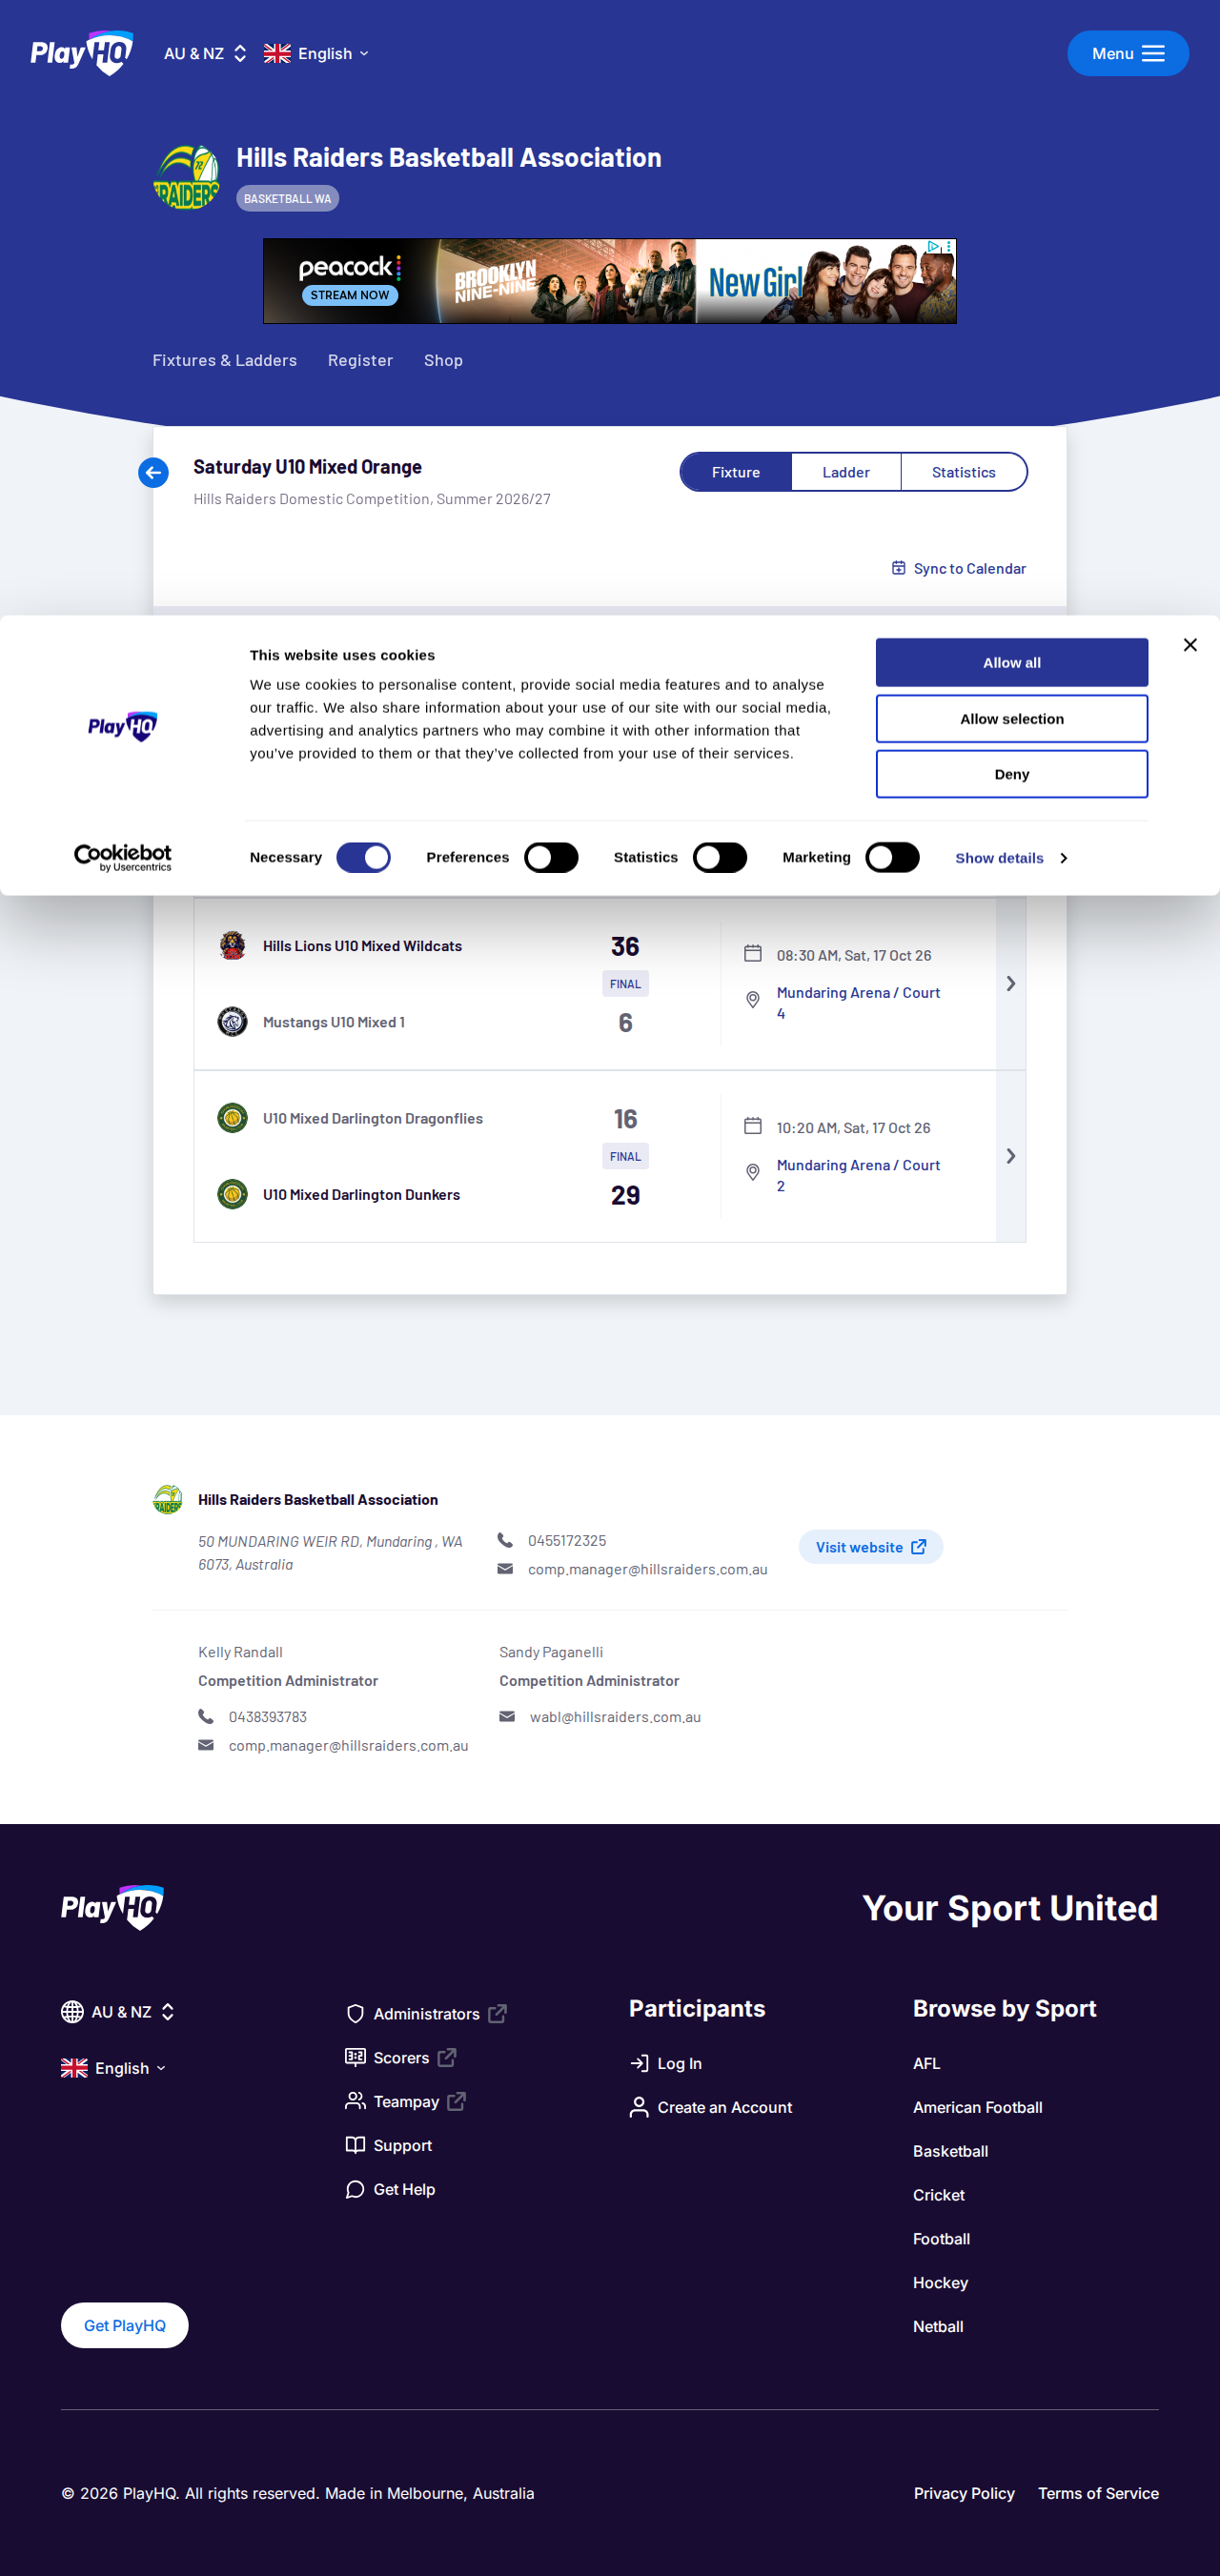 PlayHQ
AU & NZ
English
Menu
Hills Raiders Basketball Association
BASKETBALL WA
RAIDERS
peacock
STREAM NOW
BROOKLYN
NINE-NINE
New Girl
Fixtures & Ladders
Register
Shop
Saturday U10 Mixed Orange
Hills Raiders Domestic Competition, Summer 2026/27
Fixture
Ladder
Statistics
Sync to Calendar
This website uses cookies
We use cookies to personalise content, provide social media features and to analyse
our traffic. We also share information about your use of our site with our social media,
advertising and analytics partners who may combine it with other information that
you've provided to them or that they've collected from your use of their services.
Allow all
Allow selection
Deny
PlayHQ
Cookiebot
by Usercentrics
Necessary
Preferences
Statistics
Marketing
Show details
Hills Lions U10 Mixed Wildcats
36
FINAL
Mustangs U10 Mixed 1
6
08:30 AM, Sat, 17 Oct 26
Mundaring Arena / Court
4
U10 Mixed Darlington Dragonflies
16
FINAL
U10 Mixed Darlington Dunkers
29
10:20 AM, Sat, 17 Oct 26
Mundaring Arena / Court
2
RAIDERS
Hills Raiders Basketball Association
50 MUNDARING WEIR RD, Mundaring , WA
6073, Australia
0455172325
comp.manager@hillsraiders.com.au
Visit website
Kelly Randall
Competition Administrator
0438393783
comp.manager@hillsraiders.com.au
Sandy Paganelli
Competition Administrator
wabl@hillsraiders.com.au
PlayHQ
Your Sport United
AU & NZ
English
Administrators
Scorers
Teampay
Support
Get Help
Participants
Log In
Create an Account
Browse by Sport
AFL
American Football
Basketball
Cricket
Football
Hockey
Netball
Get PlayHQ
© 2026 PlayHQ. All rights reserved. Made in Melbourne, Australia
Privacy Policy
Terms of Service